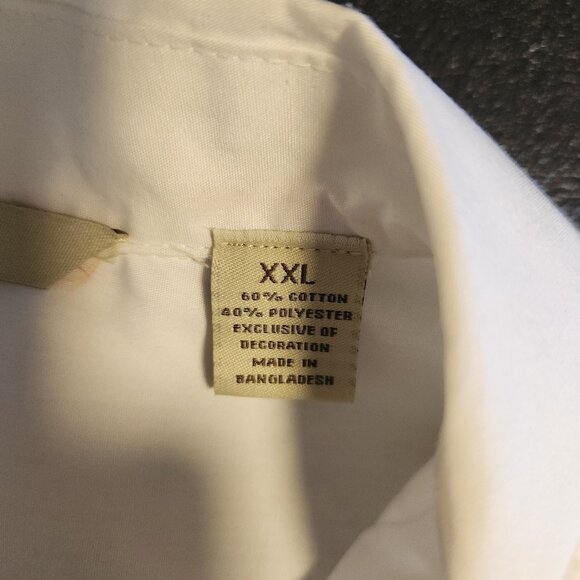 XXL
60% COTTON
40% POLYESTER
EXCLUSIVE OF
DECORATION
MADE IN
BANGLADESH